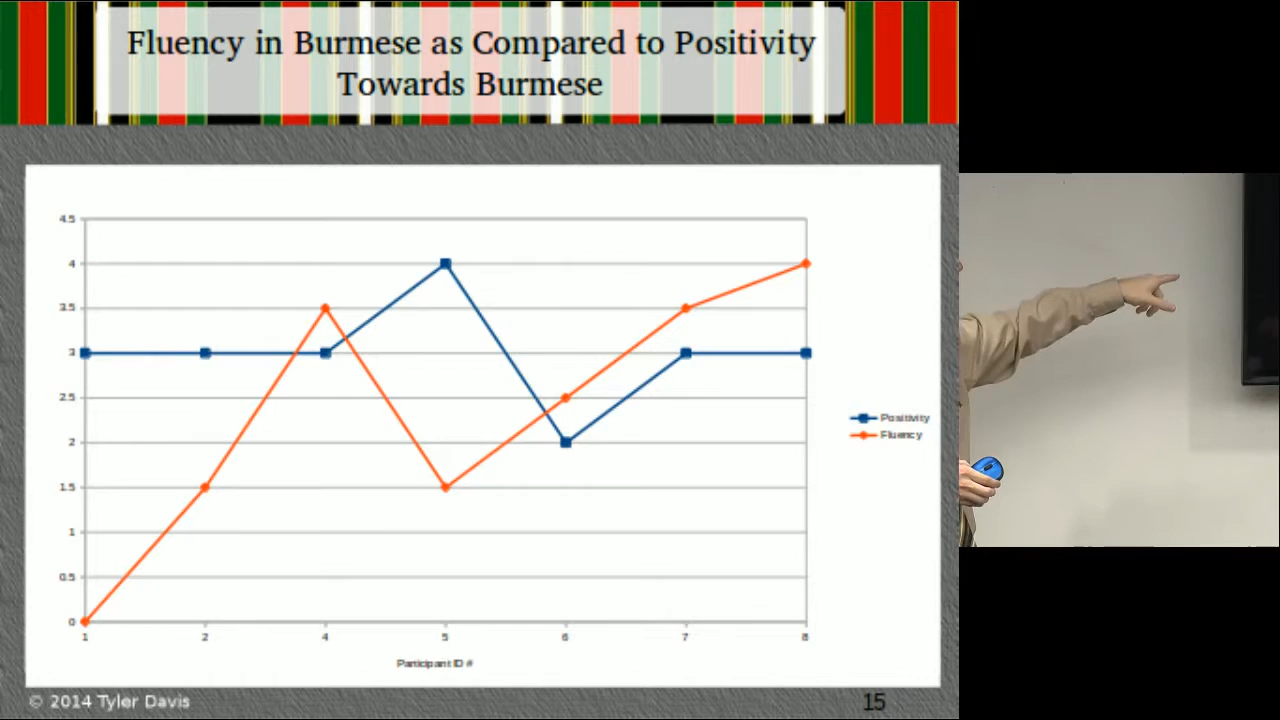 Fluency in Burmese as Compared to Positivity
Towards Burmese
4.5
4
3.5
3
2.5
2
1.5
1
0.5
0
1 2 4 5 6 7 8
Participant ID #
Positivity
Fluency
© 2014 Tyler Davis
15